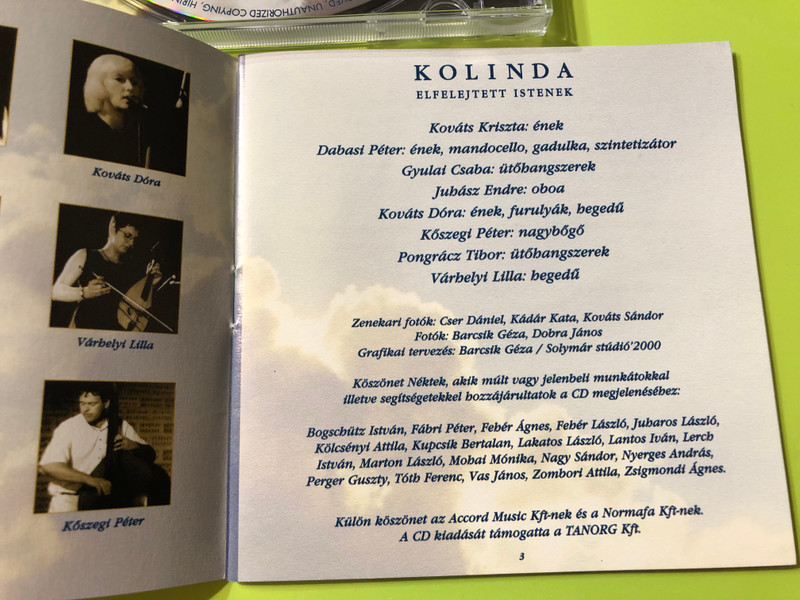 UNAUTHORIZED COPYING, HIRIN
Kováts Dóra
Várhelyi Lilla
Kőszegi Péter
KOLINDA
ELFELEJTETT ISTENEK
Kováts Kriszta: ének
Dabasi Péter: ének, mandocello, gadulka, szintetizátor
Gyulai Csaba: ütőhangszerek
Juhász Endre: oboa
Kováts Dóra: ének, furulyák, hegedű
Kőszegi Péter: nagybőgő
Pongrácz Tibor: ütőhangszerek
Várhelyi Lilla: hegedű
Zenekari fotók: Cser Dániel, Kádár Kata, Kováts Sándor
Fotók: Barcsik Géza, Dobra János
Grafikai tervezés: Barcsik Géza / Solymár stúdió'2000
Köszönet Néktek, akik múlt vagy jelenbeli munkátokkal
illetve segítségetekkel hozzájárultatok a CD megjelenéséhez:
Bogschütz István, Fábri Péter, Fehér Ágnes, Fehér László, Juharos László,
Kölcsényi Attila, Kupcsik Bertalan, Lakatos László, Lantos Iván, Lerch
István, Marton László, Mohai Mónika, Nagy Sándor, Nyerges András,
Perger Guszty, Tóth Ferenc, Vas János, Zombori Attila, Zsigmondi Ágnes.
Külön köszönet az Accord Music Kft-nek és a Normafa Kft-nek.
A CD kiadását támogatta a TANORG Kft.
3